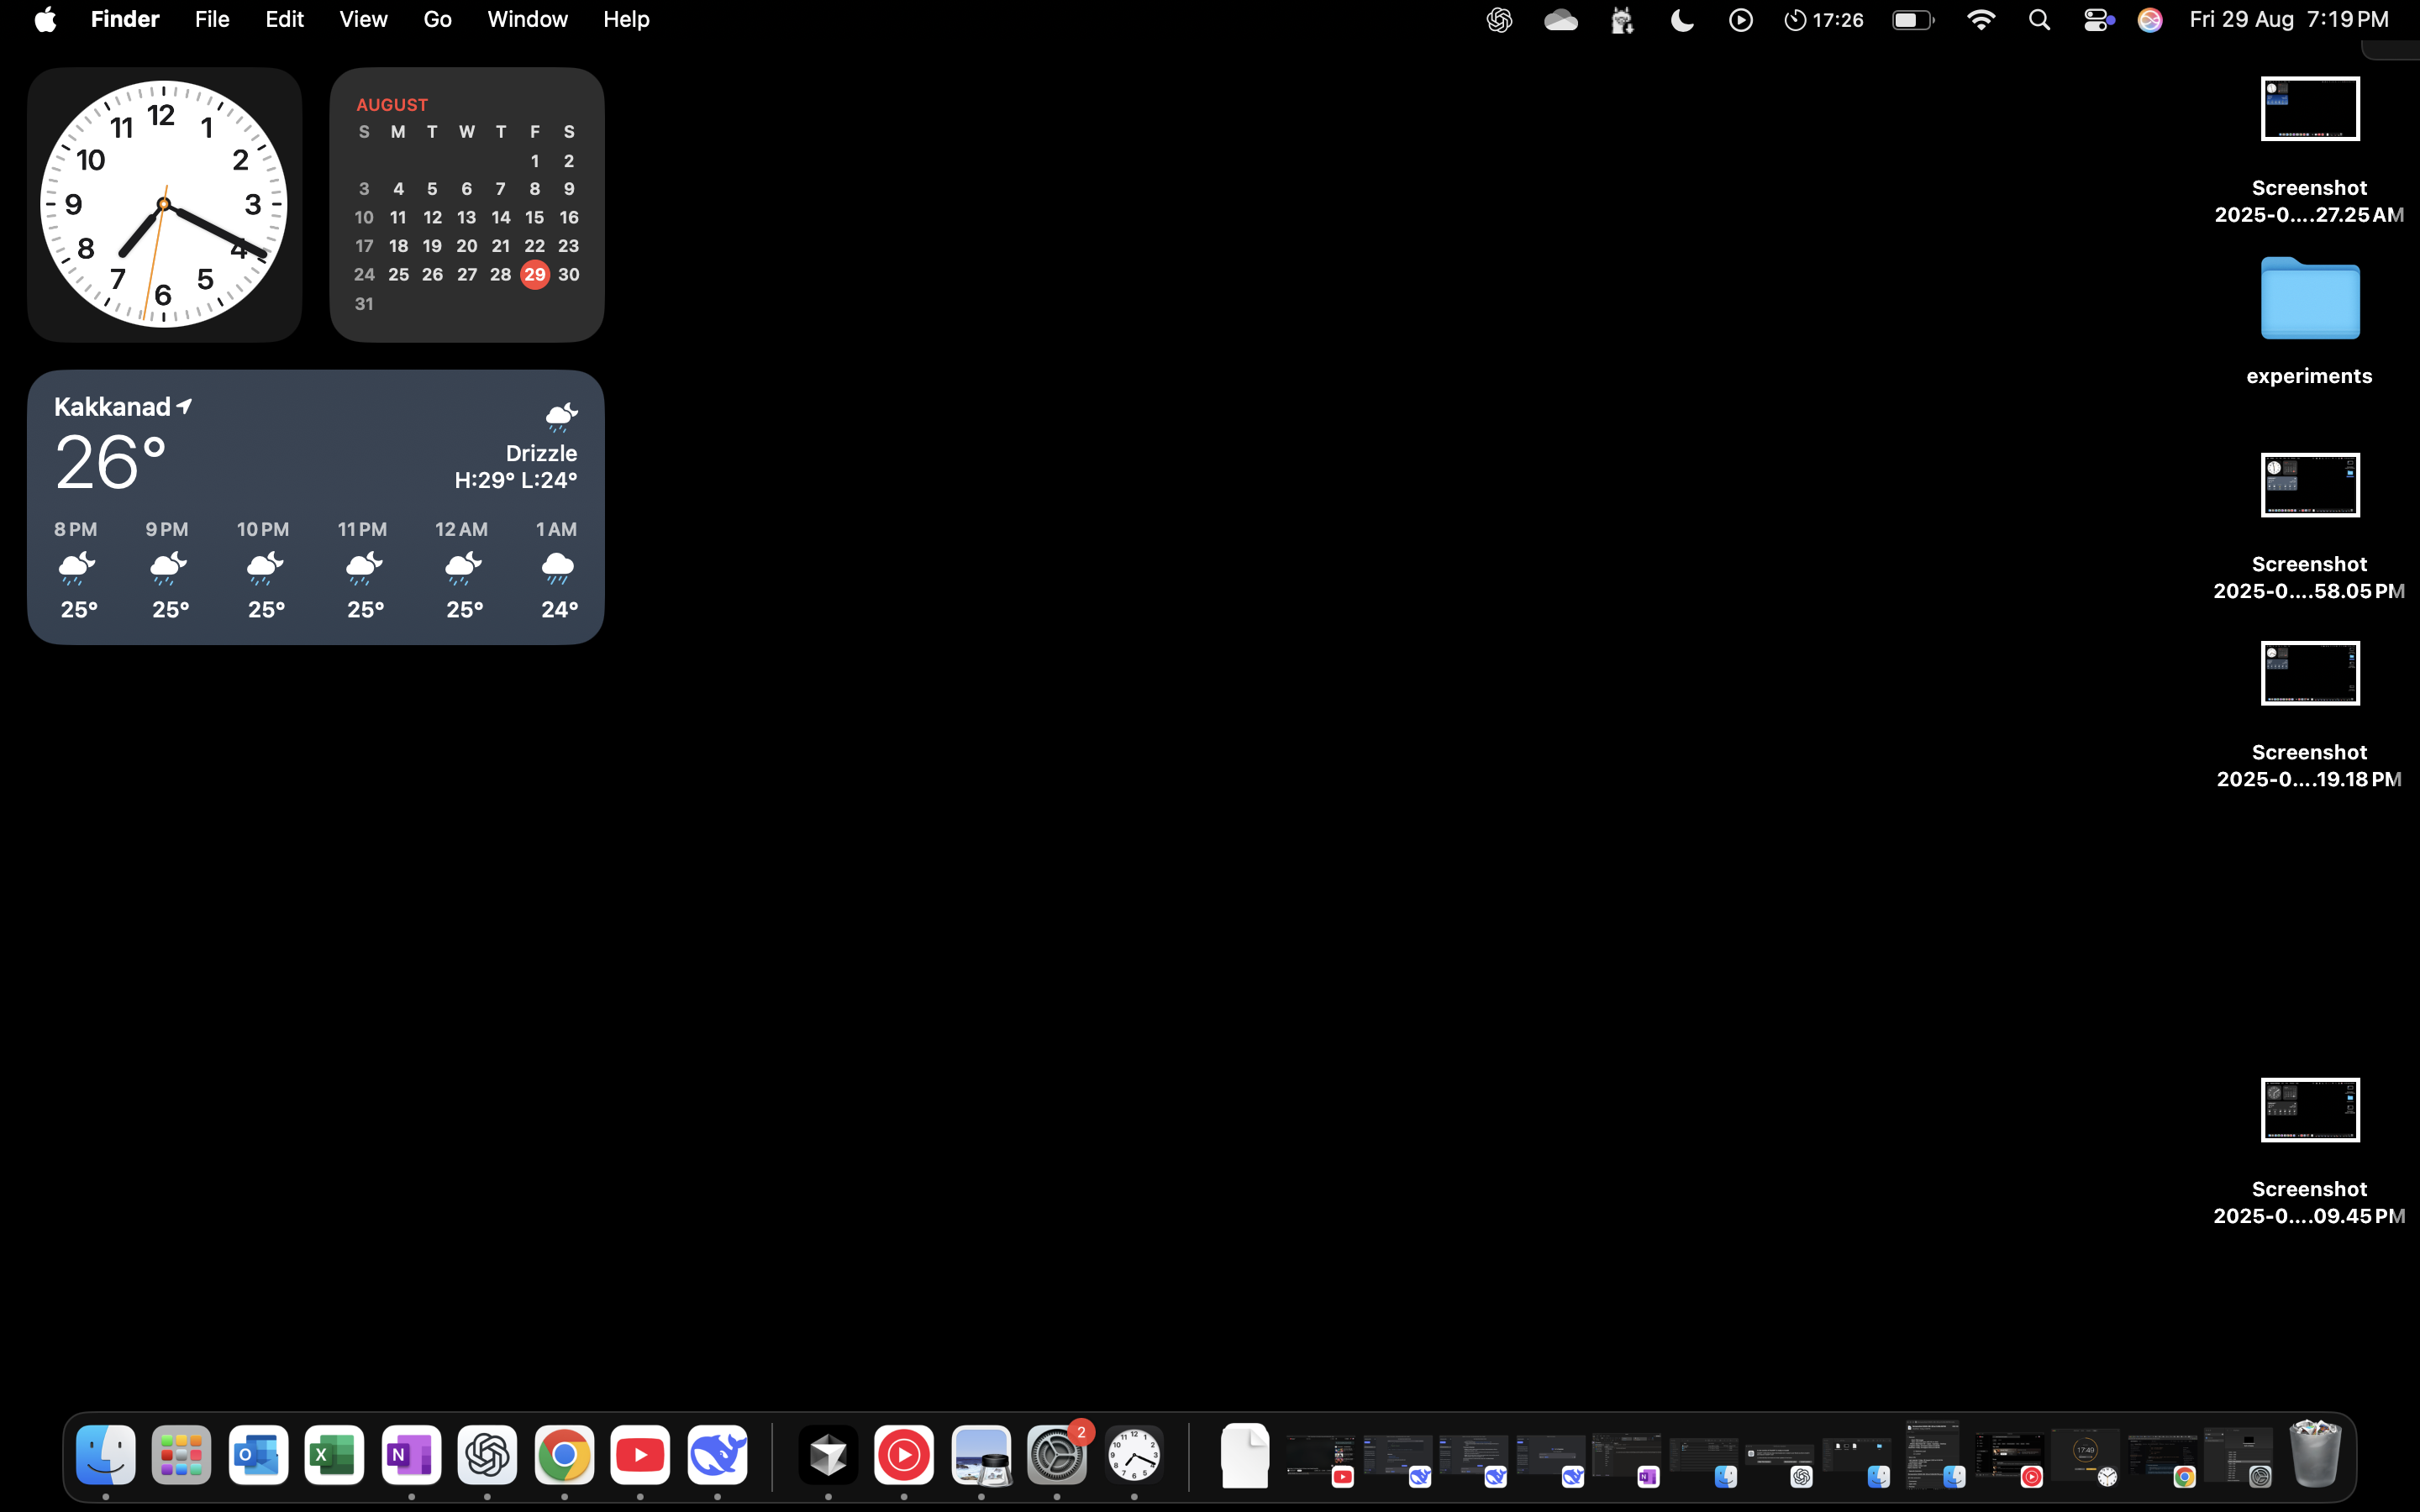 Finder File Edit View Go Window Help 17:26 Fri 29 Aug 7:19 PM
12
11 1
10 2
9 3
8 4
7 5
6
AUGUST
S M T W T F S
1 2
3 4 5 6 7 8 9
10 11 12 13 14 15 16
17 18 19 20 21 22 23
24 25 26 27 28 29 30
31
Kakkanad
26°
Drizzle
H:29° L:24°
8 PM 9 PM 10 PM 11 PM 12 AM 1 AM
25° 25° 25° 25° 25° 24°
Screenshot
2025-0....27.25 AM
experiments
Screenshot
2025-0....58.05 PM
Screenshot
2025-0....19.18 PM
Screenshot
2025-0....09.45 PM
2
17:49